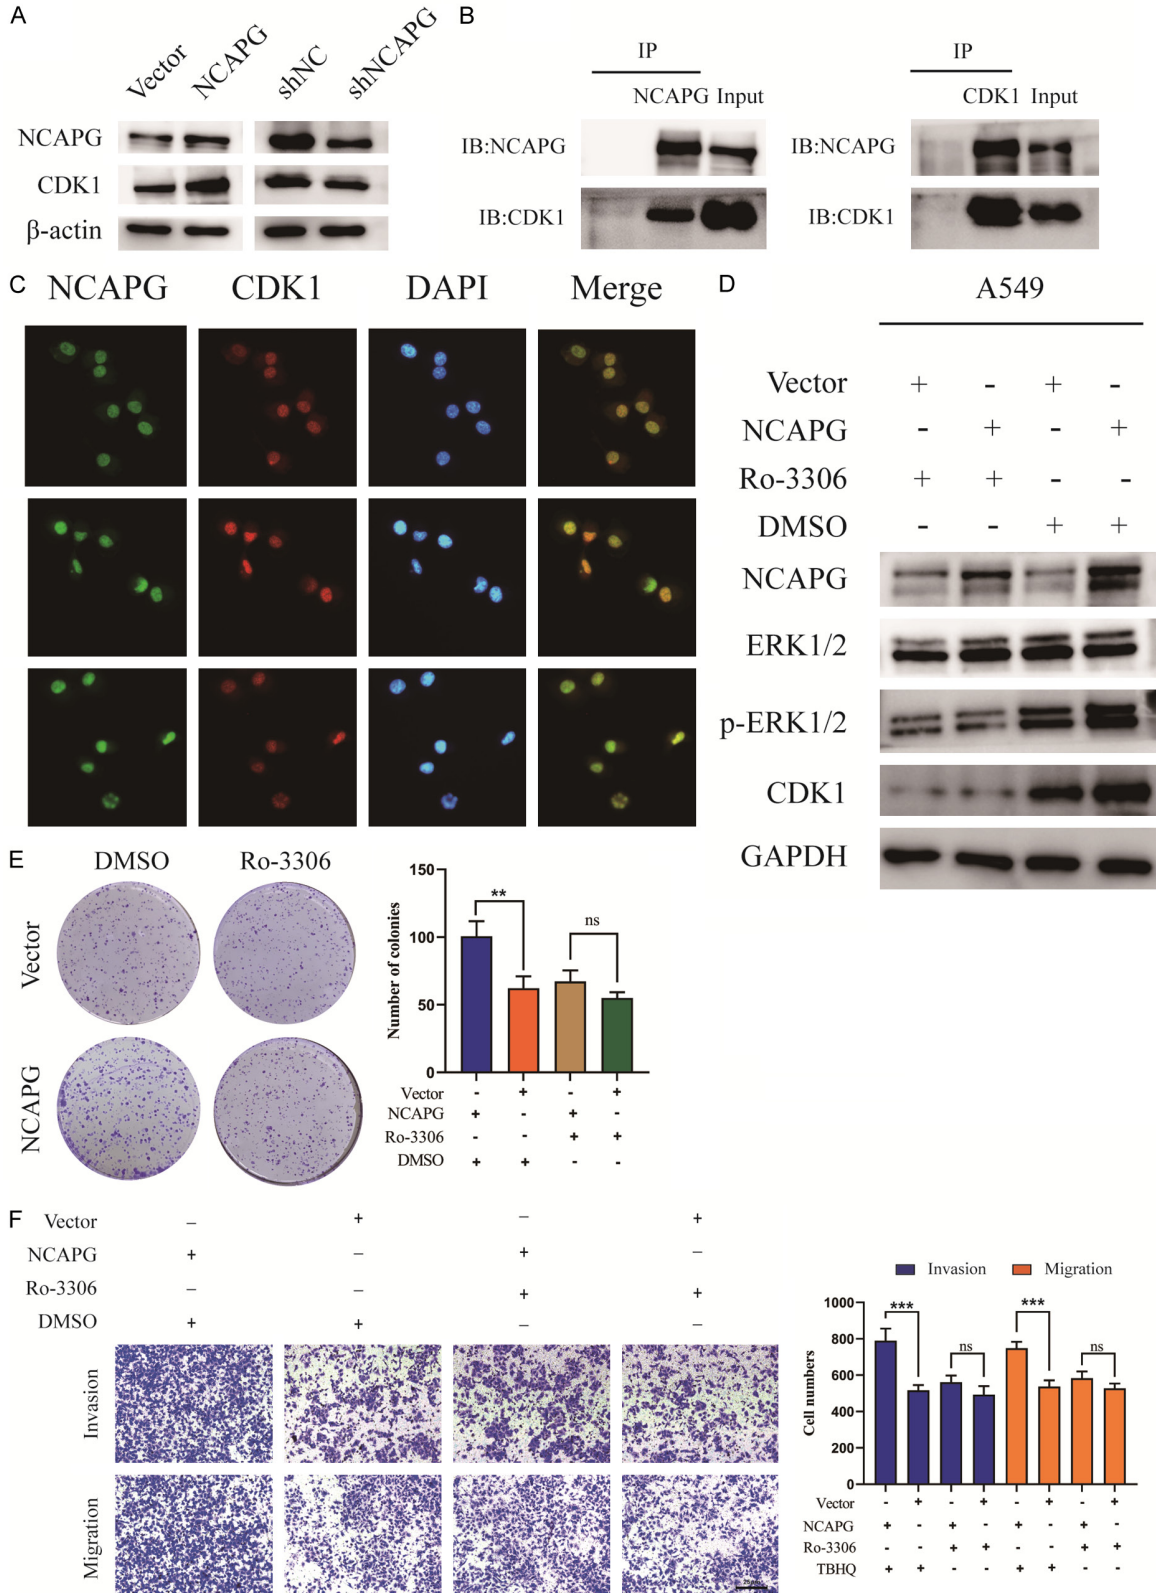 A
Vector NCAPG shNC shNCAPG
NCAPG
CDK1
β-actin
B
IP
NCAPG Input
IB:NCAPG
IB:CDK1
IP
CDK1 Input
IB:NCAPG
IB:CDK1
C
NCAPG CDK1 DAPI Merge
D
A549
Vector + - + -
NCAPG - + - +
Ro-3306 + + - -
DMSO - - + +
NCAPG
ERK1/2
p-ERK1/2
CDK1
GAPDH
E
DMSO Ro-3306
Vector
NCAPG
Number of colonies
150
100
50
0
** ns
Vector - + - +
NCAPG + - + -
Ro-3306 - - + +
DMSO + + - -
F
Vector – + – +
NCAPG + – + –
Ro-3306 – – + +
DMSO + + – –
Invasion
Migration
Invasion Migration
Cell numbers
1000
800
600
400
200
0
*** ns *** ns
Vector - + - + - + - +
NCAPG + - + - + - + -
Ro-3306 - - + + - - + +
TBHQ + + - - + + - -